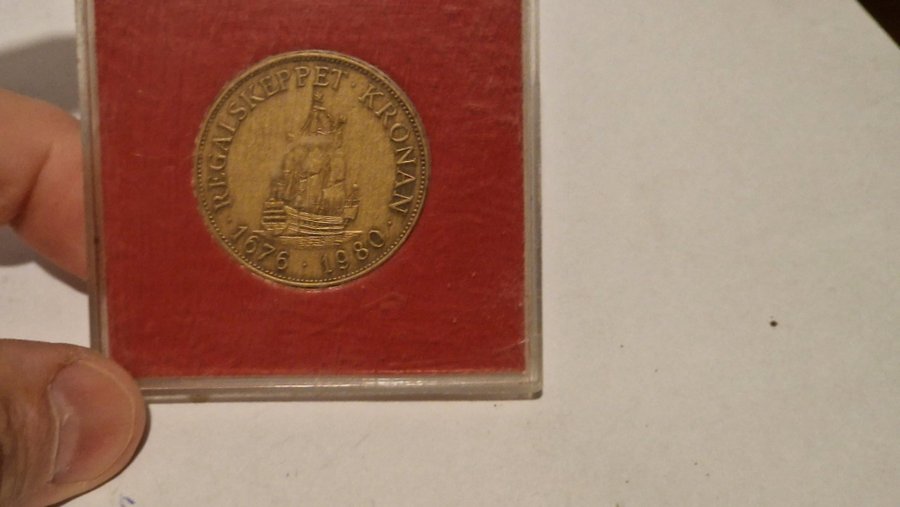 · REGALSKEPPET · KRONAN ·
1676 · 1980